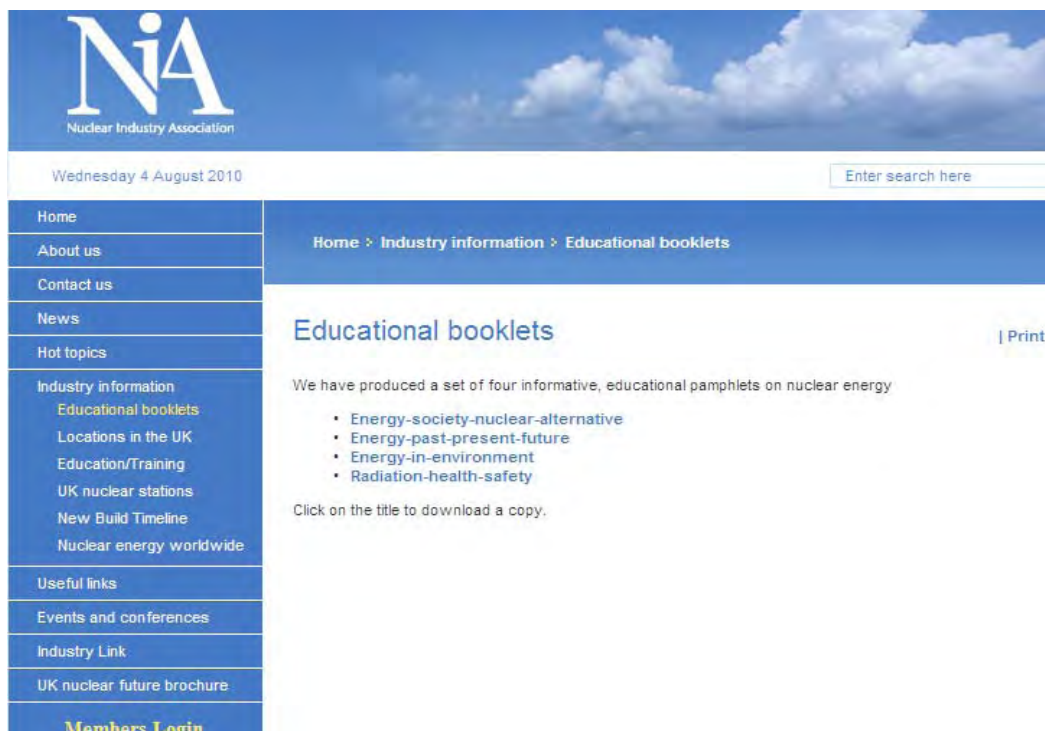 NiA
Nuclear Industry Association
Wednesday 4 August 2010
Enter search here
Home
About us
Contact us
News
Hot topics
Industry information
Educational booklets
Locations in the UK
Education/Training
UK nuclear stations
New Build Timeline
Nuclear energy worldwide
Useful links
Events and conferences
Industry Link
UK nuclear future brochure
Members Login
Home > Industry information > Educational booklets
Educational booklets
| Print
We have produced a set of four informative, educational pamphlets on nuclear energy
• Energy-society-nuclear-alternative
• Energy-past-present-future
• Energy-in-environment
• Radiation-health-safety
Click on the title to download a copy.